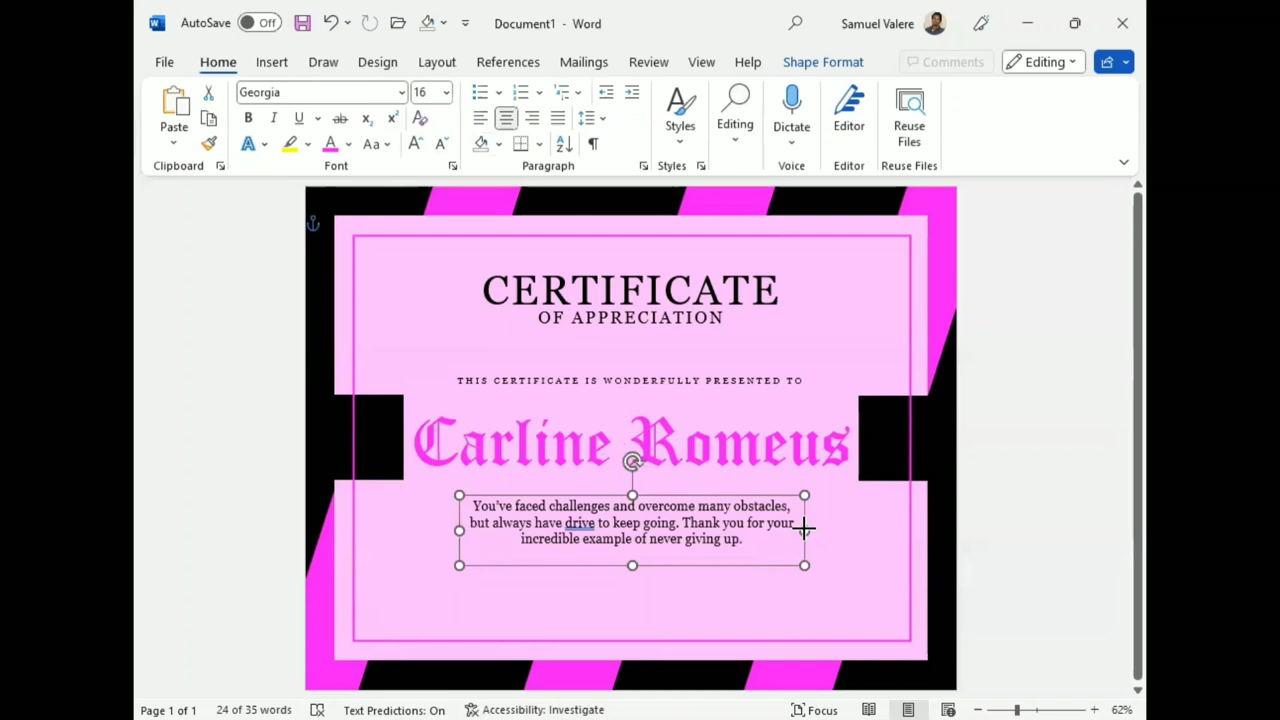 AutoSave Off Document1 - Word Samuel Valere
File Home Insert Draw Design Layout References Mailings Review View Help Shape Format Comments Editing
Georgia 16
Paste Styles Editing Dictate Editor Reuse Files
Clipboard Font Paragraph Styles Voice Editor Reuse Files
CERTIFICATE
OF APPRECIATION
THIS CERTIFICATE IS WONDERFULLY PRESENTED TO
Carline Romeus
You've faced challenges and overcome many obstacles,
but always have drive to keep going. Thank you for your
incredible example of never giving up.
Page 1 of 1 24 of 35 words Text Predictions: On Accessibility: Investigate Focus 62%